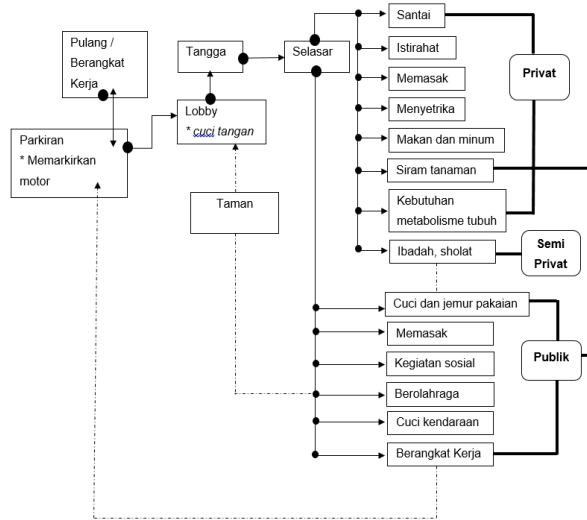 Pulang /
Berangkat
Kerja
Parkiran
* Memarkirkan
motor
Tangga
Lobby
* cuci tangan
Taman
Selasar
Santai
Istirahat
Memasak
Menyetrika
Makan dan minum
Siram tanaman
Kebutuhan
metabolisme tubuh
Ibadah, sholat
Privat
Semi
Privat
Cuci dan jemur pakaian
Memasak
Kegiatan sosial
Berolahraga
Cuci kendaraan
Berangkat Kerja
Publik